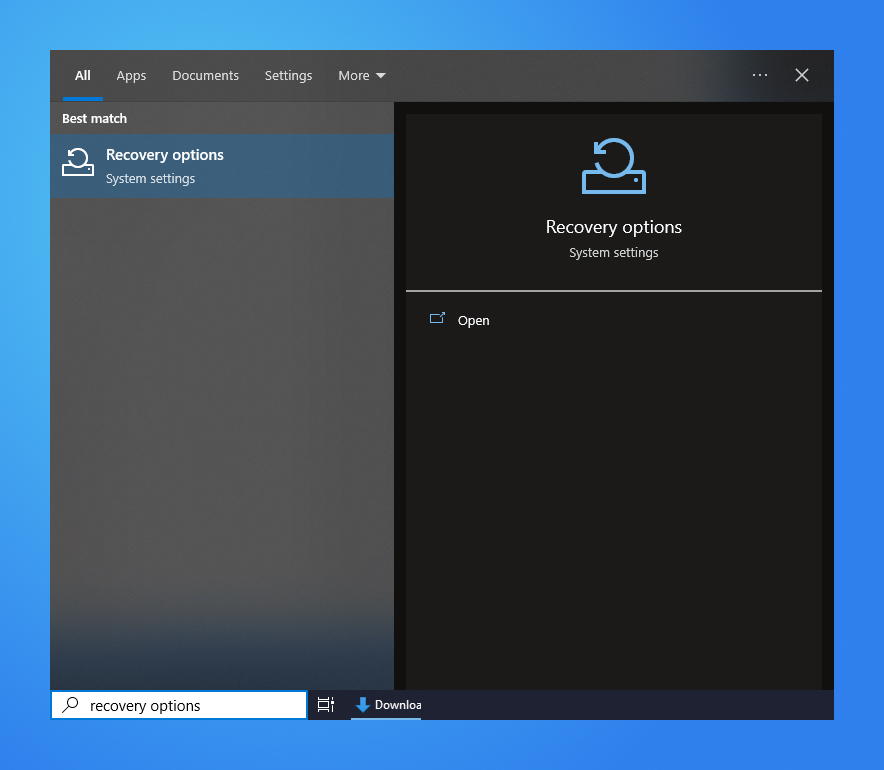 All Apps Documents Settings More
Best match
Recovery options
System settings
Recovery options
System settings
Open
recovery options
Downloa